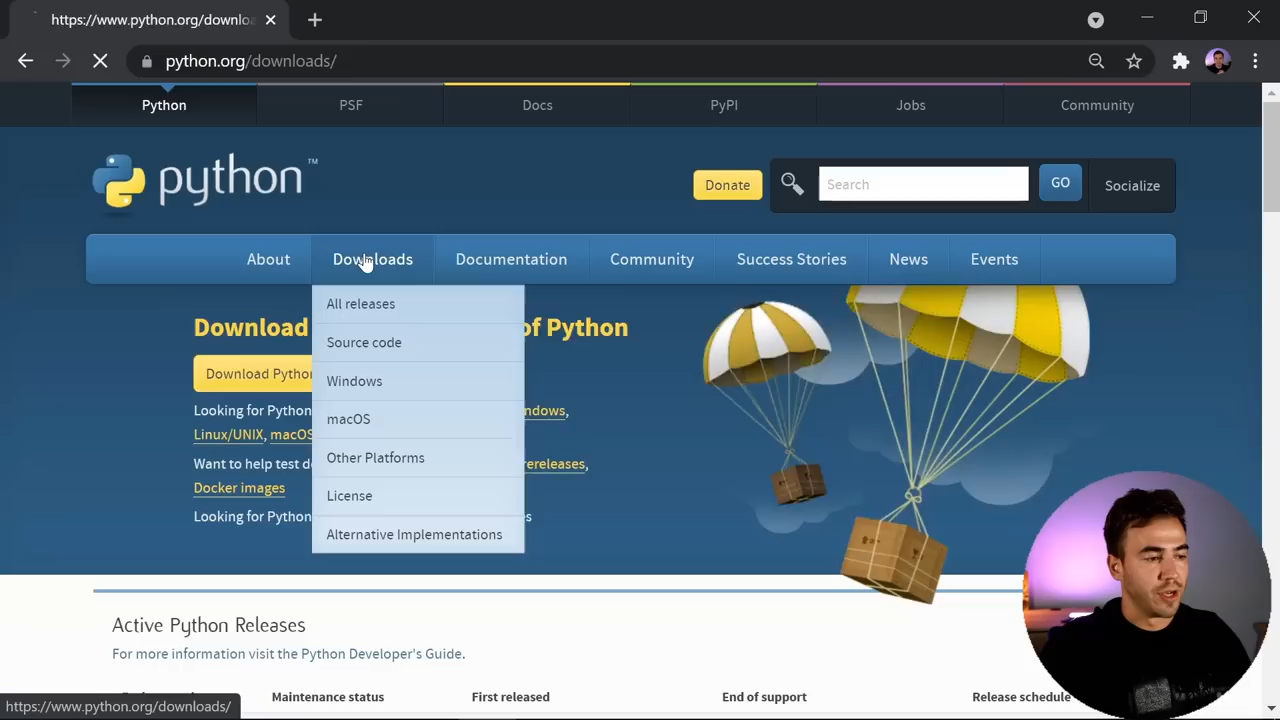 https://www.python.org/downloa
python.org/downloads/
Python
PSF
Docs
PyPI
Jobs
Community
python™
Donate
Search
GO
Socialize
About
Downloads
Documentation
Community
Success Stories
News
Events
All releases
Source code
Windows
macOS
Other Platforms
License
Alternative Implementations
Download
of Python
Download Python
Looking for Python
ndows,
Linux/UNIX, macOS
Want to help test d
rereleases,
Docker images
Looking for Python
s
Active Python Releases
For more information visit the Python Developer's Guide.
Maintenance status
First released
End of support
Release schedule
https://www.python.org/downloads/